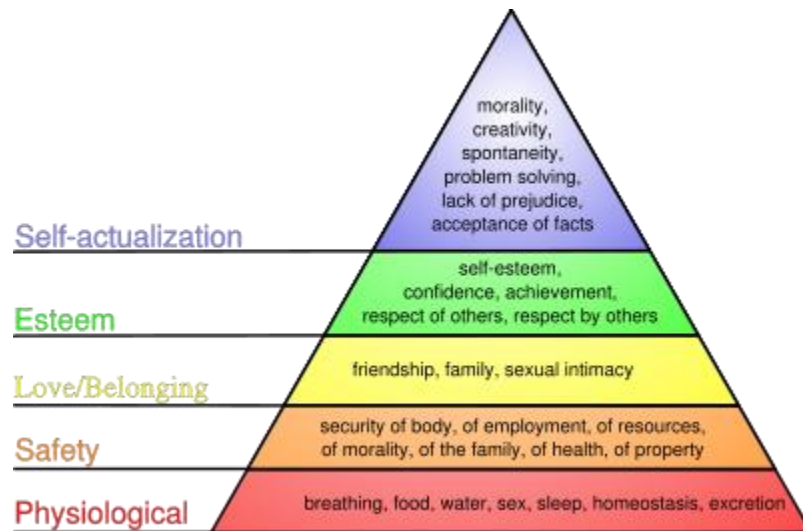 morality,
creativity,
spontaneity,
problem solving,
lack of prejudice,
acceptance of facts
Self-actualization
self-esteem,
confidence, achievement,
respect of others, respect by others
Esteem
friendship, family, sexual intimacy
Love/Belonging
security of body, of employment, of resources,
of morality, of the family, of health, of property
Safety
breathing, food, water, sex, sleep, homeostasis, excretion
Physiological